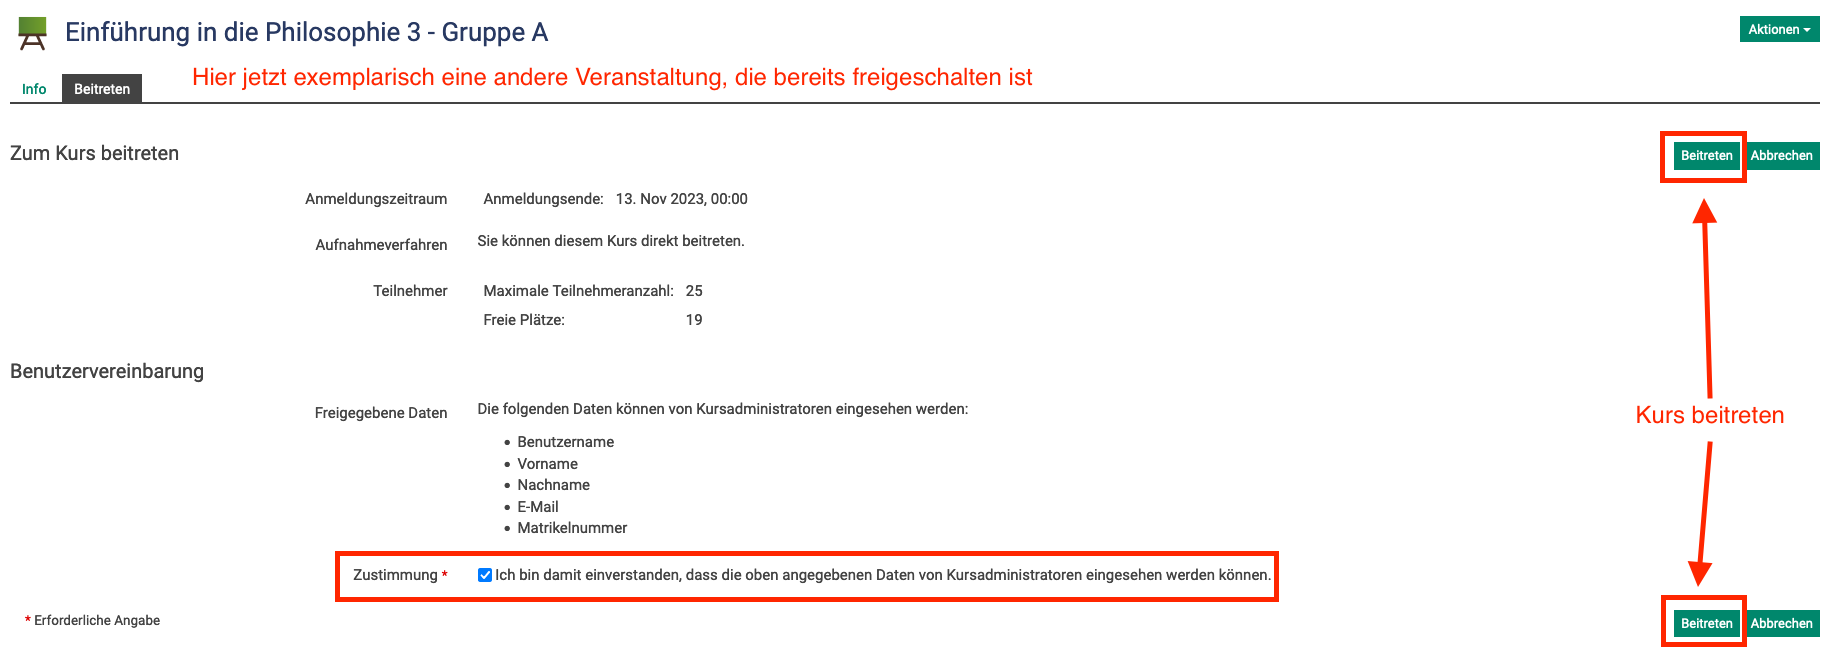 Einführung in die Philosophie 3 - Gruppe A
Aktionen
Info
Beitreten
Hier jetzt exemplarisch eine andere Veranstaltung, die bereits freigeschalten ist
Zum Kurs beitreten
Beitreten Abbrechen
Anmeldungszeitraum Anmeldungsende: 13. Nov 2023, 00:00
Aufnahmeverfahren Sie können diesem Kurs direkt beitreten.
Teilnehmer Maximale Teilnehmeranzahl: 25
Freie Plätze: 19
Benutzervereinbarung
Freigegebene Daten Die folgenden Daten können von Kursadministratoren eingesehen werden:
Kurs beitreten
• Benutzername
• Vorname
• Nachname
• E-Mail
• Matrikelnummer
Zustimmung * Ich bin damit einverstanden, dass die oben angegebenen Daten von Kursadministratoren eingesehen werden können.
* Erforderliche Angabe
Beitreten Abbrechen